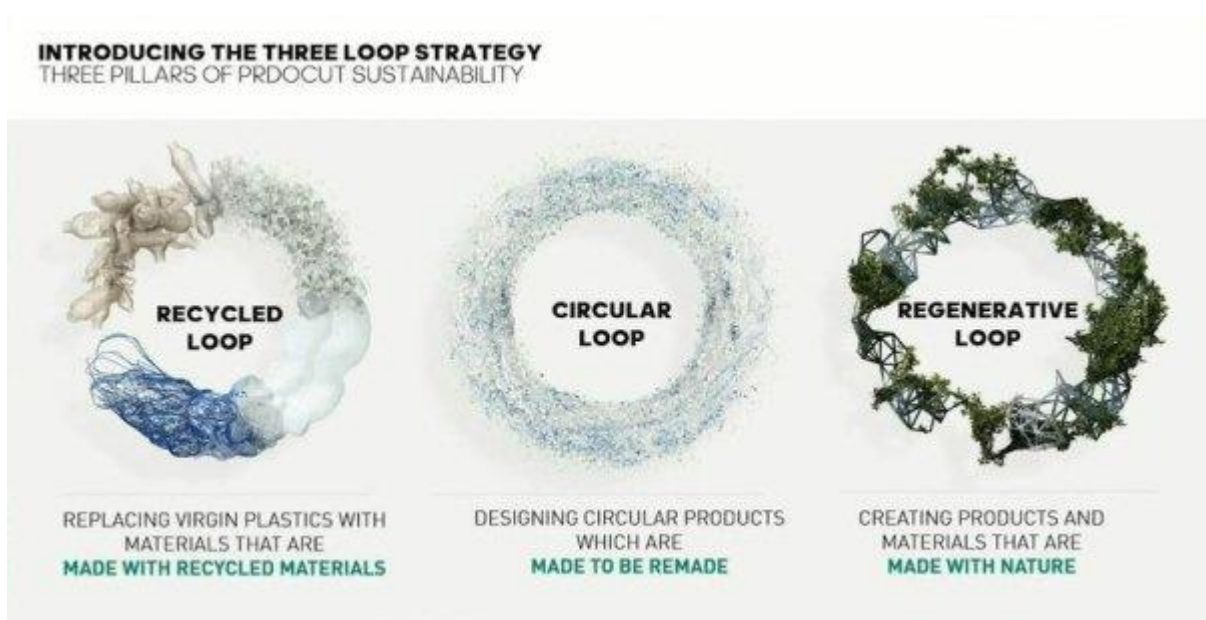 INTRODUCING THE THREE LOOP STRATEGY
THREE PILLARS OF PRDOCUT SUSTAINABILITY
RECYCLED
LOOP
REPLACING VIRGIN PLASTICS WITH
MATERIALS THAT ARE
MADE WITH RECYCLED MATERIALS
CIRCULAR
LOOP
DESIGNING CIRCULAR PRODUCTS
WHICH ARE
MADE TO BE REMADE
REGENERATIVE
LOOP
CREATING PRODUCTS AND
MATERIALS THAT ARE
MADE WITH NATURE